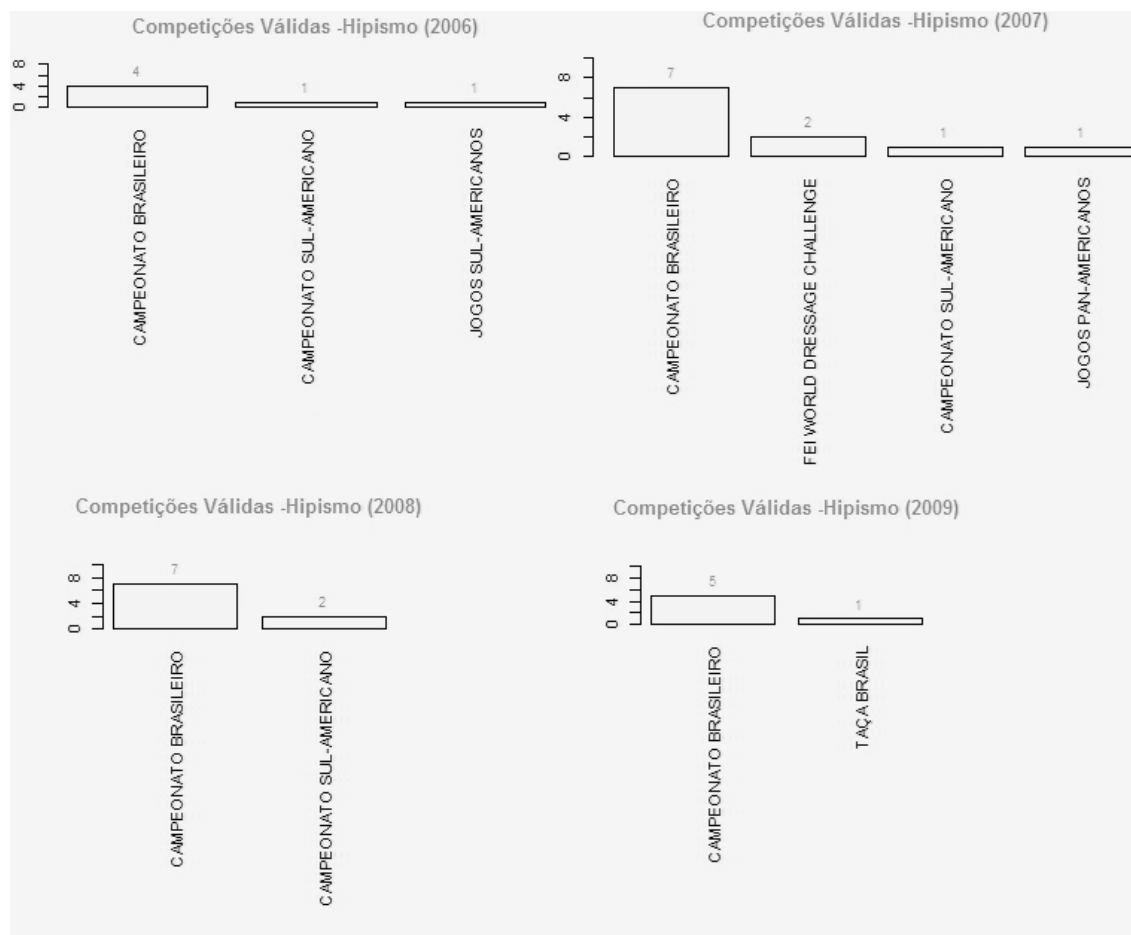 Competições Válidas -Hipismo (2006)
8
4
0
4
1
1
CAMPEONATO BRASILEIRO
CAMPEONATO SUL-AMERICANO
JOGOS SUL-AMERICANOS
Competições Válidas -Hipismo (2007)
8
4
0
7
2
1
1
CAMPEONATO BRASILEIRO
FEI WORLD DRESSAGE CHALLENGE
CAMPEONATO SUL-AMERICANO
JOGOS PAN-AMERICANOS
Competições Válidas -Hipismo (2008)
8
4
0
7
2
CAMPEONATO BRASILEIRO
CAMPEONATO SUL-AMERICANO
Competições Válidas -Hipismo (2009)
8
4
0
5
1
CAMPEONATO BRASILEIRO
TAÇA BRASIL